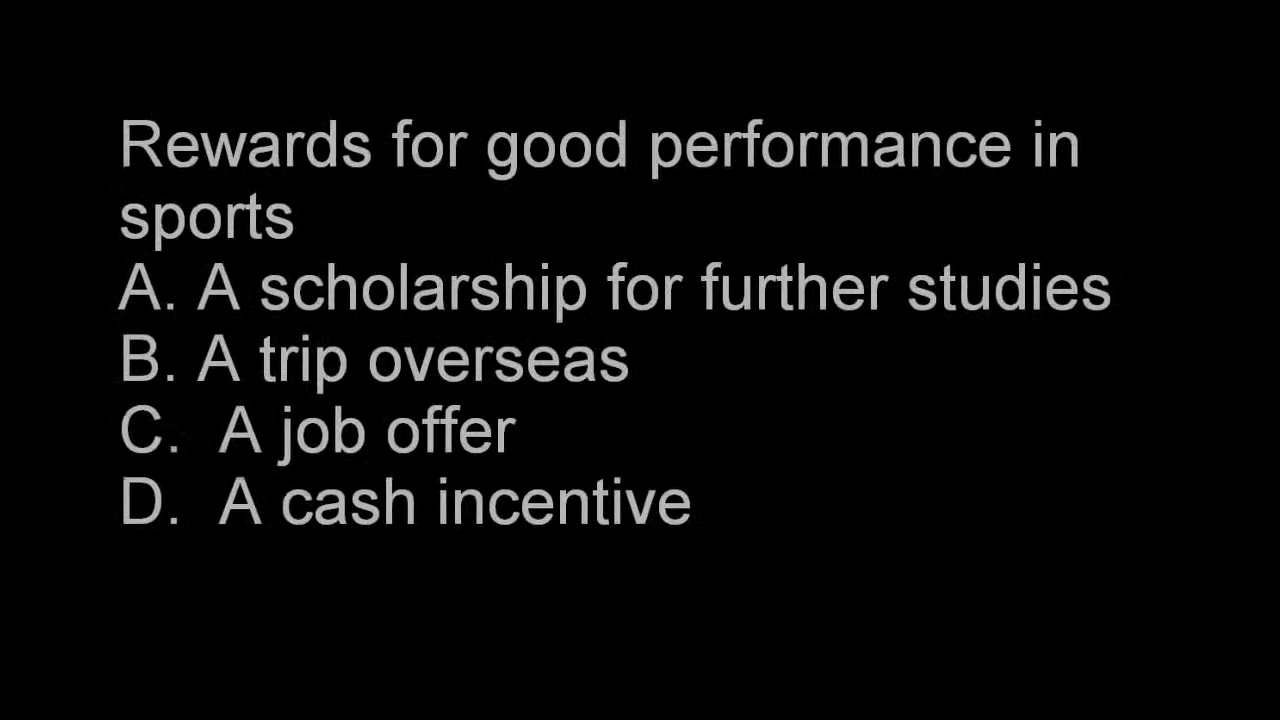 Rewards for good performance in
sports
A. A scholarship for further studies
B. A trip overseas
C.  A job offer
D.  A cash incentive